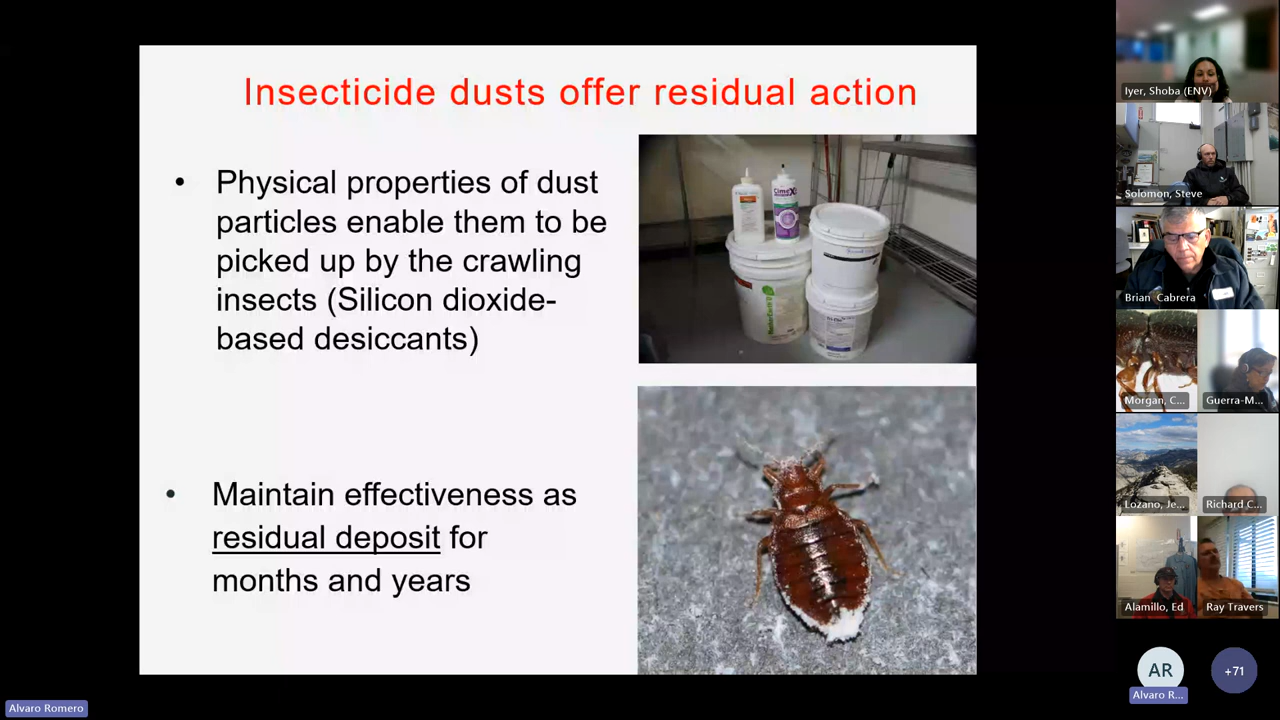 Insecticide dusts offer residual action
• Physical properties of dust
particles enable them to be
picked up by the crawling
insects (Silicon dioxide-
based desiccants)
• Maintain effectiveness as
residual deposit for
months and years
CimeXa
Iyer, Shoba (ENV)
Solomon, Steve
Brian Cabrera
Morgan, C...
Guerra-M...
Lozano, Je...
Richard C...
Alamillo, Ed
Ray Travers
AR
+71
Alvaro R...
Alvaro Romero